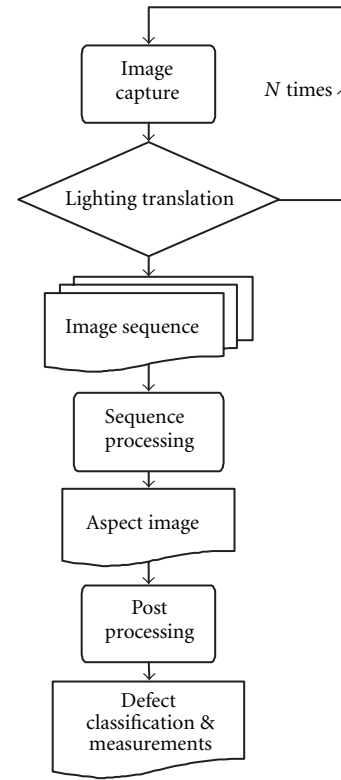 Image
capture
N times
Lighting translation
Image sequence
Sequence
processing
Aspect image
Post
processing
Defect
classification &
measurements